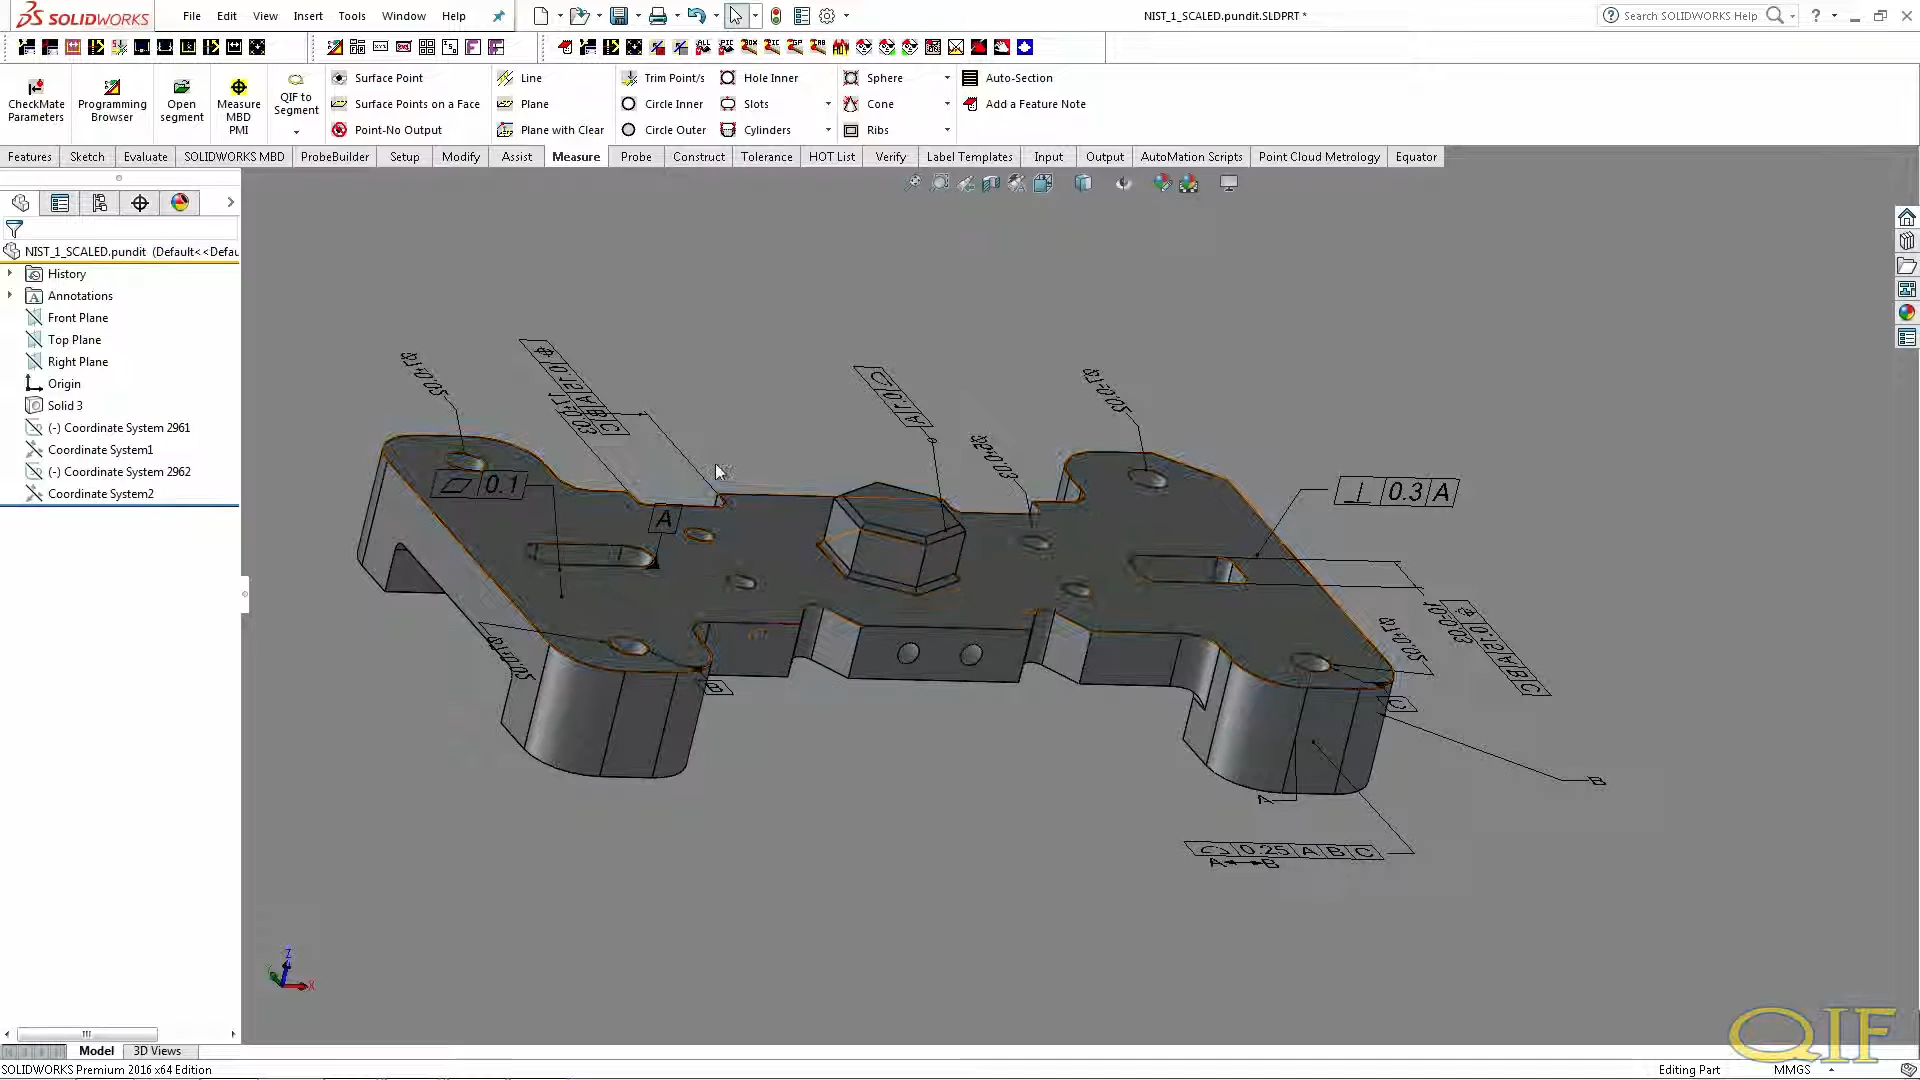 SOLIDWORKS
File Edit View Insert Tools Window Help
NIST_1_SCALED.pundit.SLDPRT *
Search SOLIDWORKS Help
CheckMate Parameters
Programming Browser
Open segment
Measure MBD PMI
QIF to Segment
Surface Point
Surface Points on a Face
Point-No Output
Line
Plane
Plane with Clear
Trim Point/s
Circle Inner
Circle Outer
Hole Inner
Slots
Cylinders
Sphere
Cone
Ribs
Auto-Section
Add a Feature Note
Features Sketch Evaluate SOLIDWORKS MBD ProbeBuilder Setup Modify Assist Measure Probe Construct Tolerance HOT List Verify Label Templates Input Output AutoMation Scripts Point Cloud Metrology Equator
NIST_1_SCALED.pundit (Default<<Defau
History
Annotations
Front Plane
Top Plane
Right Plane
Origin
Solid 3
(-) Coordinate System 2961
Coordinate System1
(-) Coordinate System 2962
Coordinate System2
0.1
A
0.3 A
B
C
B
A
0.25 A B C
A B
Z
X
QIF
Model 3D Views
SOLIDWORKS Premium 2016 x64 Edition
Editing Part
MMGS